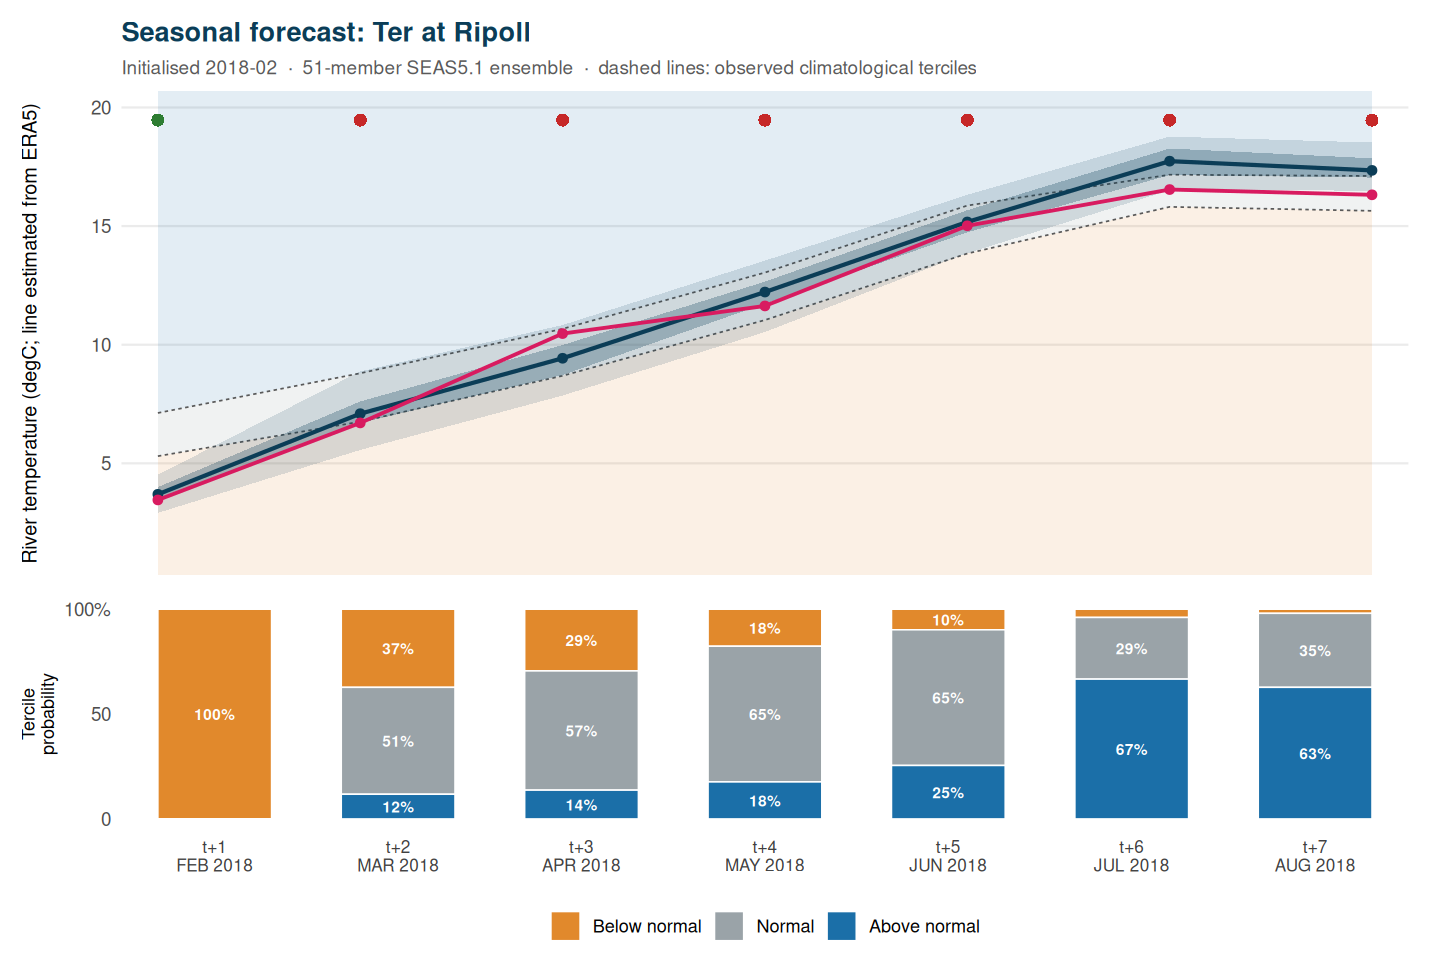 Seasonal forecast: Ter at Ripoll
Initialised 2018-02 · 51-member SEAS5.1 ensemble · dashed lines: observed climatological terciles
River temperature (degC; line estimated from ERA5)
20
15
10
5
Tercile
probability
100%
50
0
100%
37%
51%
12%
29%
57%
14%
18%
65%
18%
10%
65%
25%
29%
67%
35%
63%
t+1
FEB 2018
t+2
MAR 2018
t+3
APR 2018
t+4
MAY 2018
t+5
JUN 2018
t+6
JUL 2018
t+7
AUG 2018
Below normal
Normal
Above normal